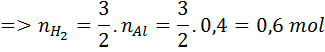 => n_{H_2} = \frac{3}{2}.n_{Al} = \frac{3}{2}.0,4 = 0,6 mol